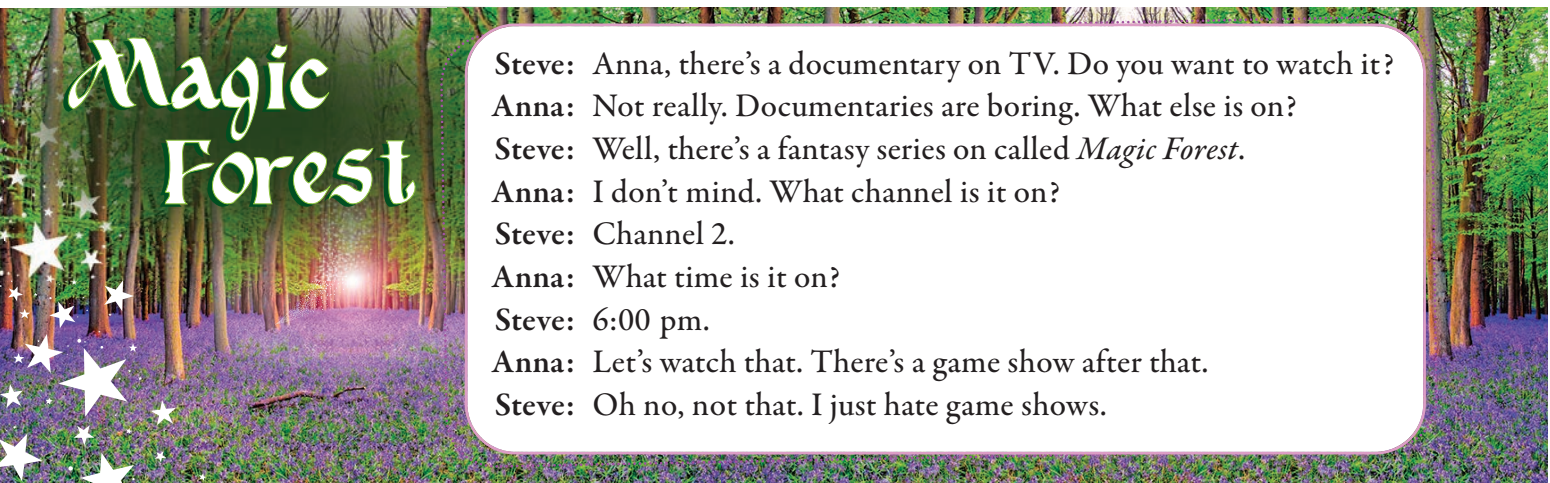 Magic
Forest
Steve: Anna, there's a documentary on TV. Do you want to watch it?
Anna: Not really. Documentaries are boring. What else is on?
Steve: Well, there's a fantasy series on called Magic Forest.
Anna: I don't mind. What channel is it on?
Steve: Channel 2.
Anna: What time is it on?
Steve: 6:00 pm.
Anna: Let's watch that. There's a game show after that.
Steve: Oh no, not that. I just hate game shows.